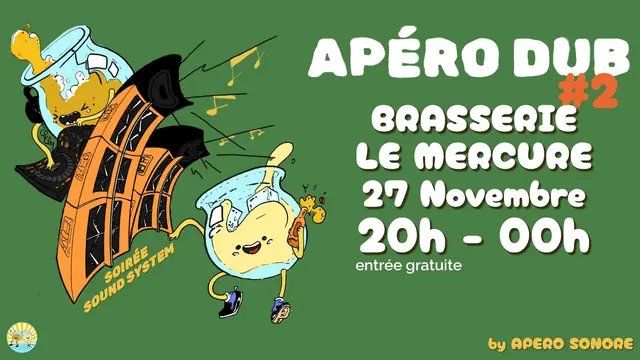 APÉRO DUB
#2
BRASSERIE
LE MERCURE
27 Novembre
20h - 00h
entrée gratuite
SOIRÉE
SOUND SYSTEM
by APERO SONORE